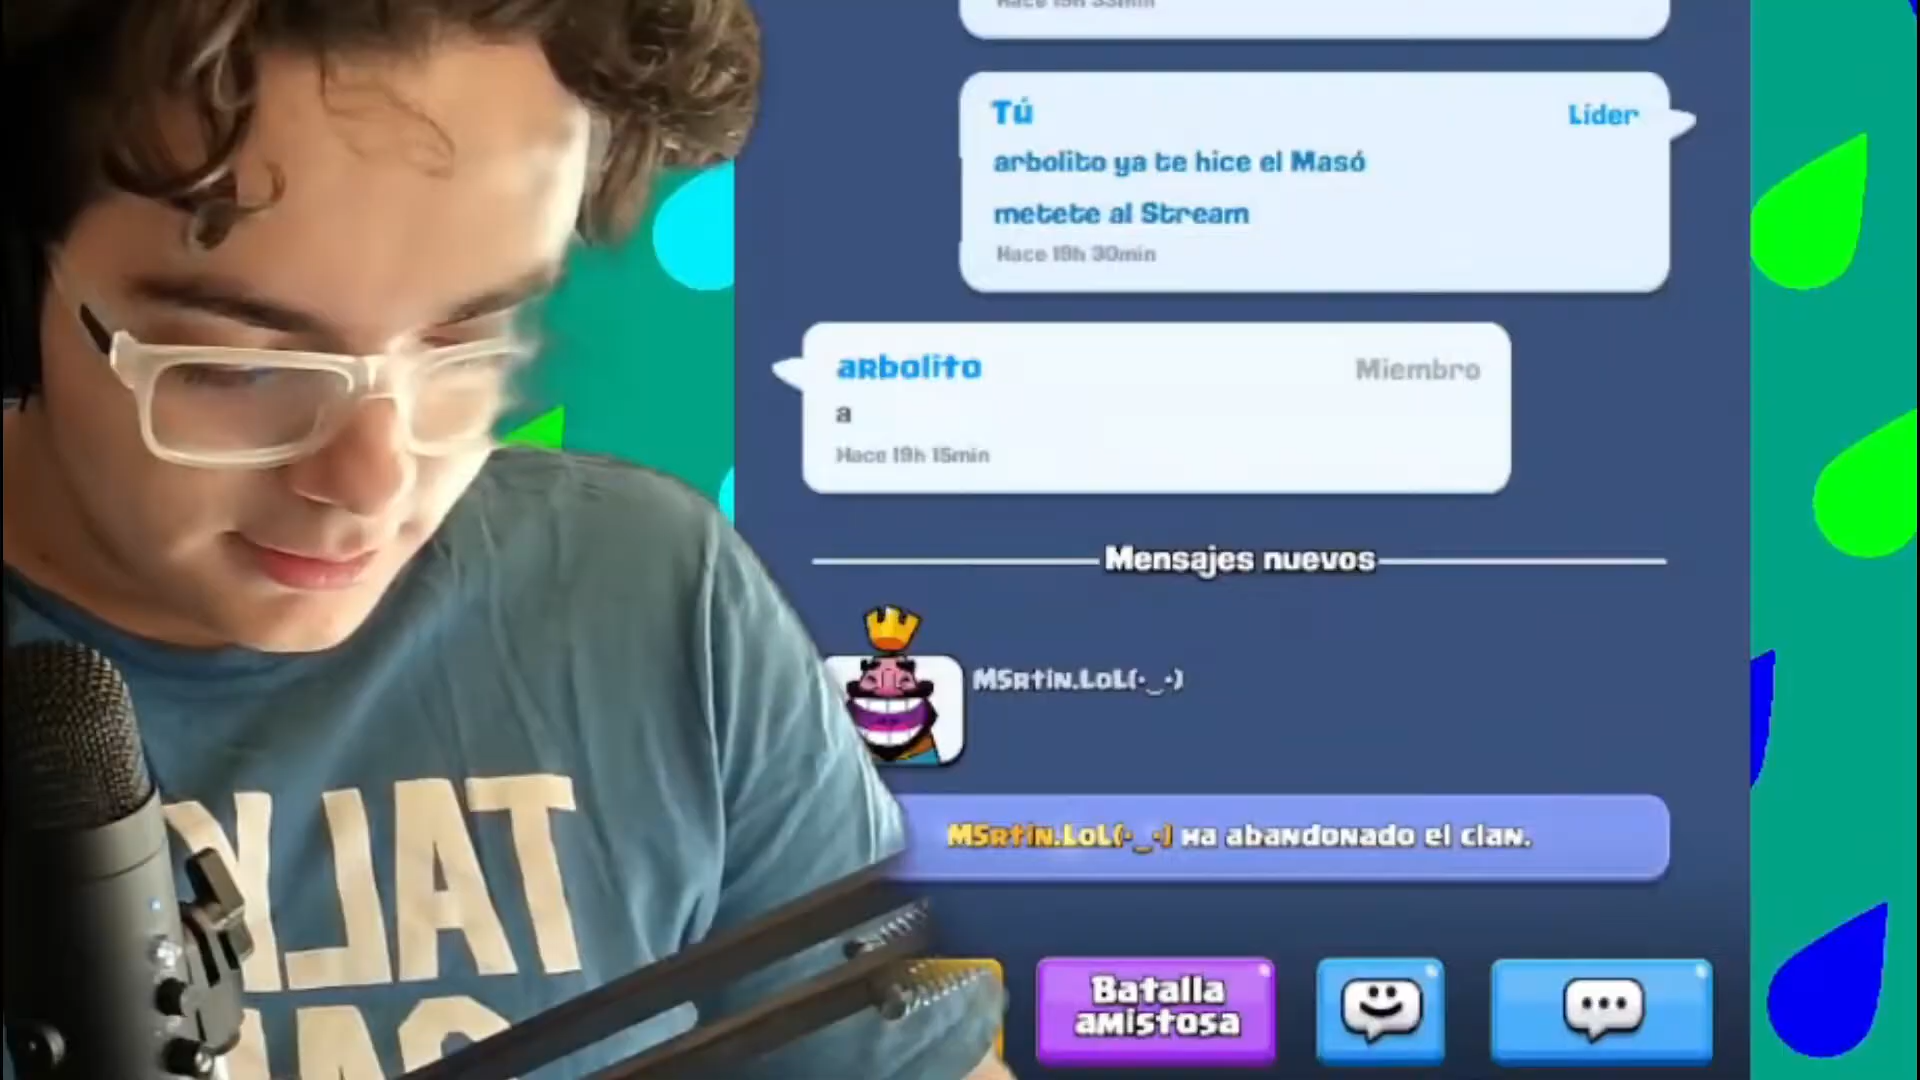 Tú
Líder
arbolito ya te hice el Masó
metete al Stream
Hace 19h 30min
arbolito
Miembro
a
Hace 19h 15min
Mensajes nuevos
MSrtin.LoL(·_·)
MSrtin.LoL(·_·) ha abandonado el clan.
Batalla
amistosa
TALK